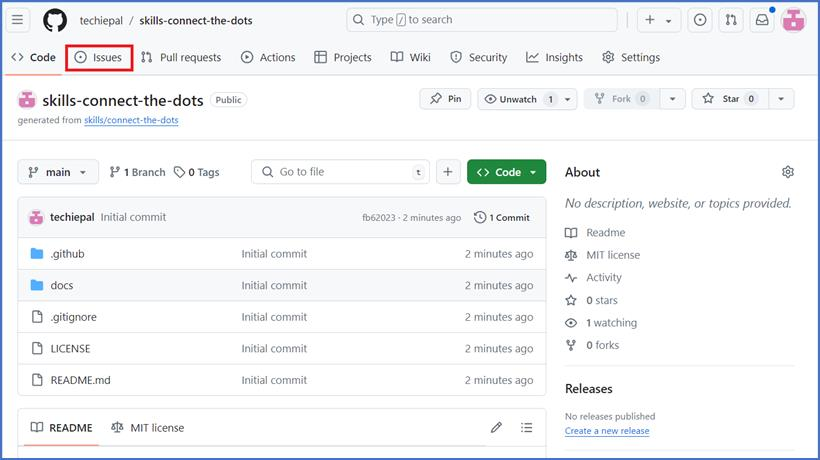 techiepal / skills-connect-the-dots
Type / to search
Code Issues Pull requests Actions Projects Wiki Security Insights Settings
skills-connect-the-dots Public
Pin Unwatch 1 Fork 0 Star 0
generated from skills/connect-the-dots
main 1 Branch 0 Tags Go to file t Code
About
No description, website, or topics provided.
techiepal Initial commit fb62023 · 2 minutes ago 1 Commit
.github Initial commit 2 minutes ago
docs Initial commit 2 minutes ago
.gitignore Initial commit 2 minutes ago
LICENSE Initial commit 2 minutes ago
README.md Initial commit 2 minutes ago
Readme
MIT license
Activity
0 stars
1 watching
0 forks
Releases
No releases published
Create a new release
README MIT license